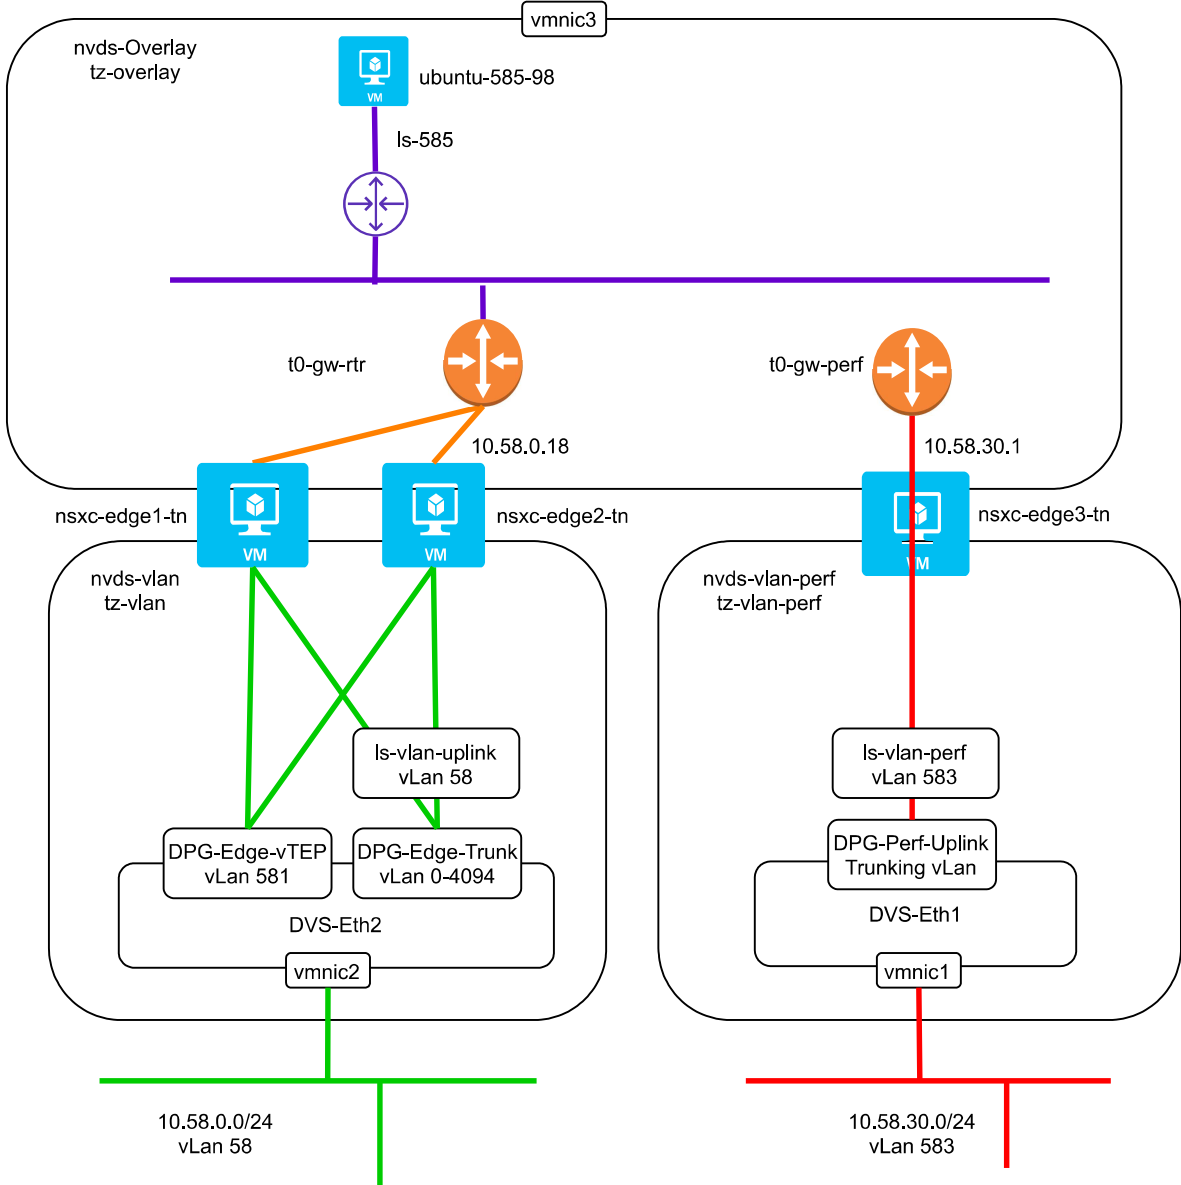 vmnic3
nvds-Overlay
tz-overlay
VM
ubuntu-585-98
ls-585
t0-gw-rtr
t0-gw-perf
10.58.0.18
10.58.30.1
nsxc-edge1-tn
VM
VM
nsxc-edge2-tn
VM
nsxc-edge3-tn
nvds-vlan
tz-vlan
nvds-vlan-perf
tz-vlan-perf
ls-vlan-uplink
vLan 58
ls-vlan-perf
vLan 583
DPG-Edge-vTEP
vLan 581
DPG-Edge-Trunk
vLan 0-4094
DPG-Perf-Uplink
Trunking vLan
DVS-Eth2
DVS-Eth1
vmnic2
vmnic1
10.58.0.0/24
vLan 58
10.58.30.0/24
vLan 583